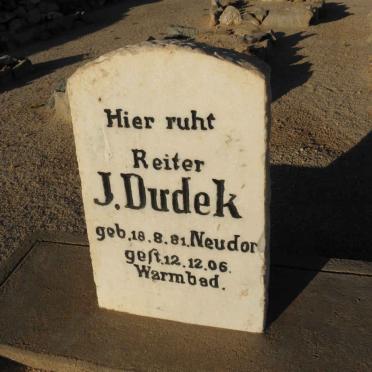 Hier ruht
Reiter
J. Dudek
geb. 18.8.81. Neudor
gest. 12.12.06.
Warmbad.